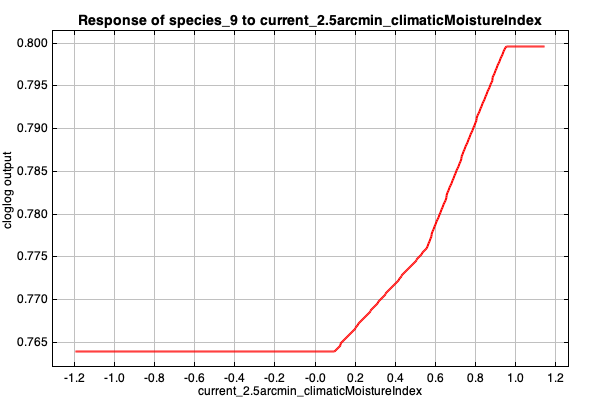 Response of species_9 to current_2.5arcmin_climaticMoistureIndex
cloglog output
0.800
0.795
0.790
0.785
0.780
0.775
0.770
0.765
-1.2 -1.0 -0.8 -0.6 -0.4 -0.2 -0.0 0.2 0.4 0.6 0.8 1.0 1.2
current_2.5arcmin_climaticMoistureIndex